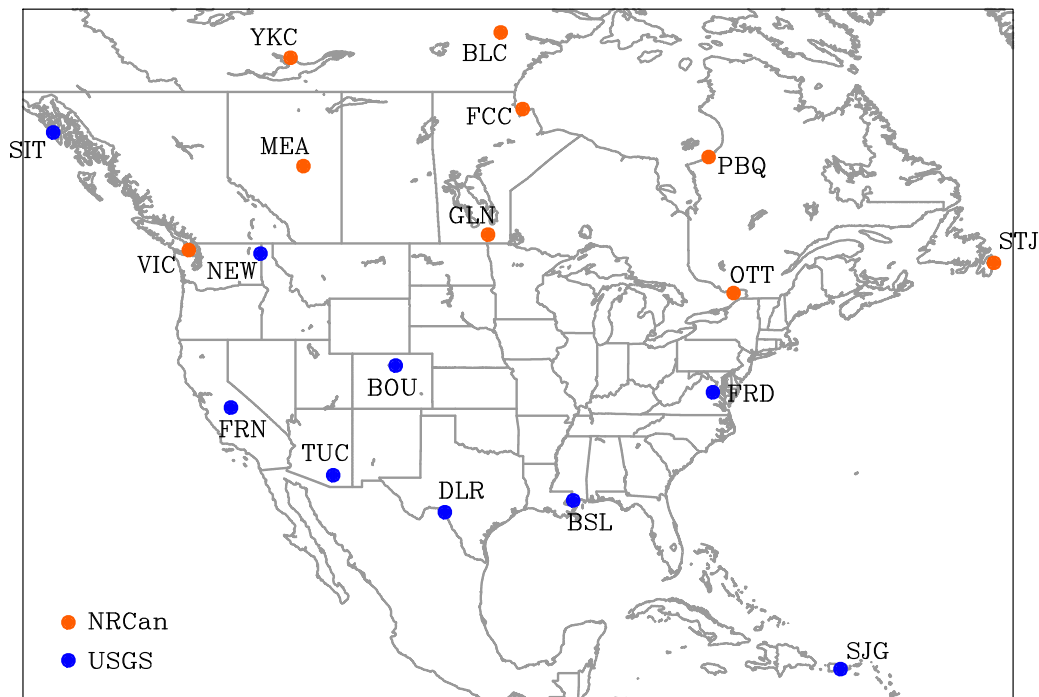 YKC
BLC
FCC
SIT
MEA
PBQ
GLN
STJ
VIC
NEW
OTT
BOU
FRD
FRN
TUC
DLR
BSL
NRCan
SJG
USGS